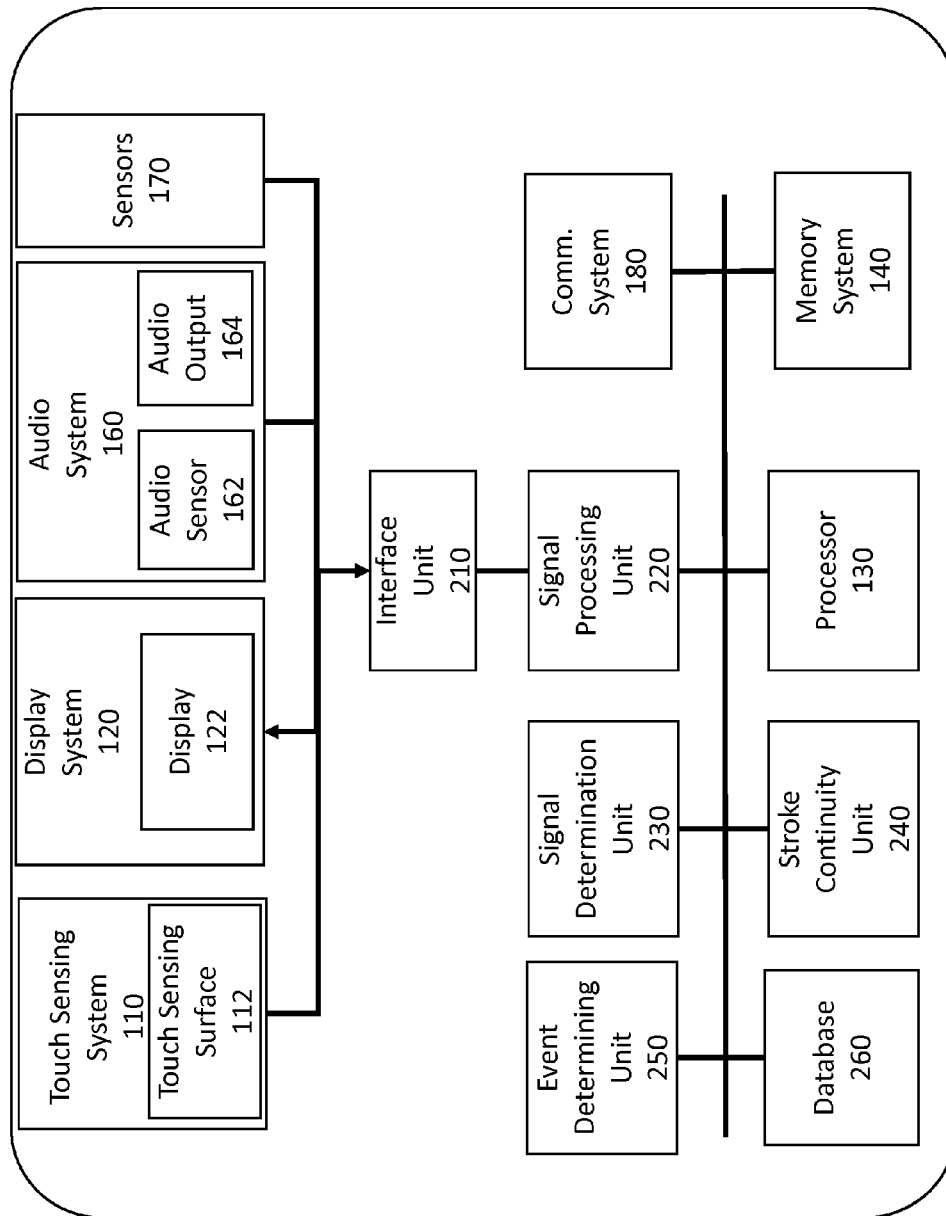 Touch Sensing
System
110
Touch Sensing
Surface
112
Display
System
120
Display
122
Audio
System
160
Audio
Sensor
162
Audio
Output
164
Sensors
170
Interface
Unit
210
Event
Determining
Unit
250
Signal
Determination
Unit
230
Signal
Processing
Unit
220
Comm.
System
180
Database
260
Stroke
Continuity
Unit
240
Processor
130
Memory
System
140